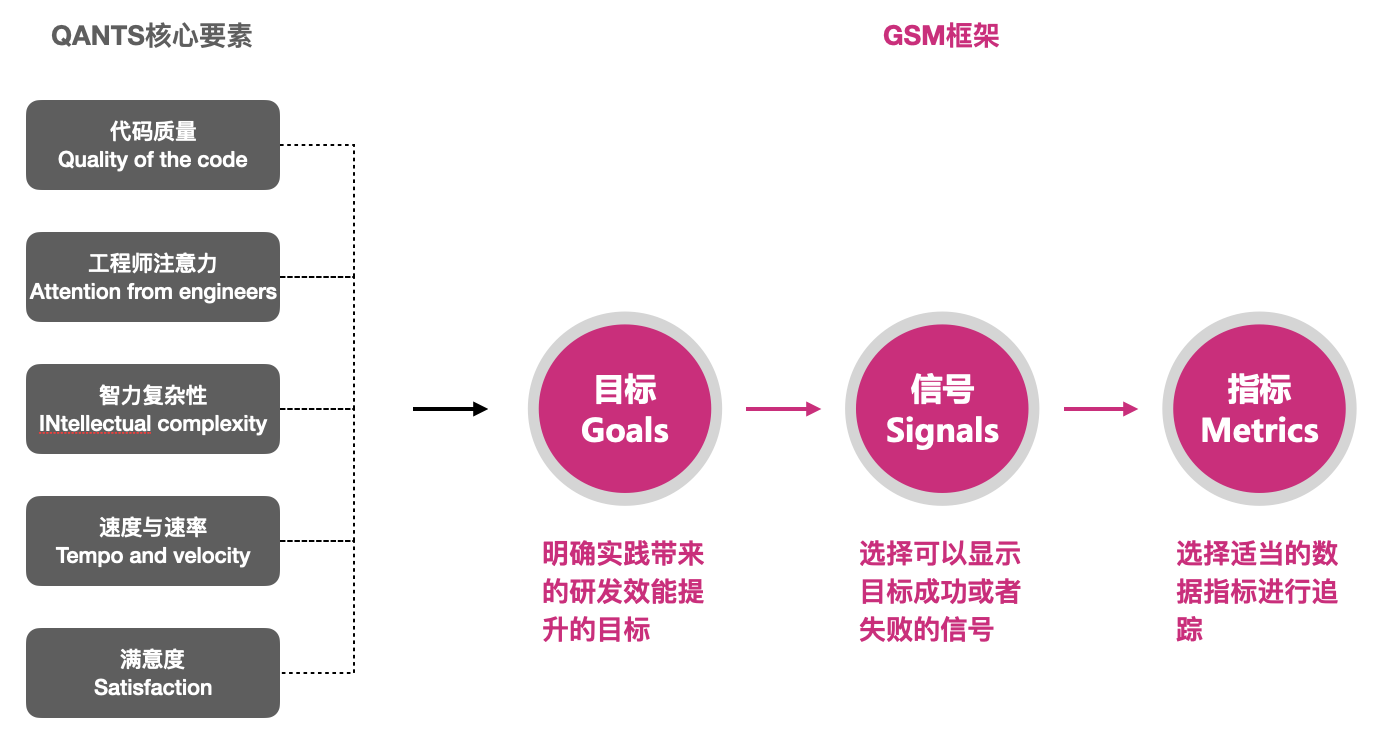 QANTS核心要素
GSM框架
代码质量
Quality of the code
工程师注意力
Attention from engineers
智力复杂性
INtellectual complexity
速度与速率
Tempo and velocity
满意度
Satisfaction
目标
Goals
明确实践带来
的研发效能提
升的目标
信号
Signals
选择可以显示
目标成功或者
失败的信号
指标
Metrics
选择适当的数
据指标进行追
踪